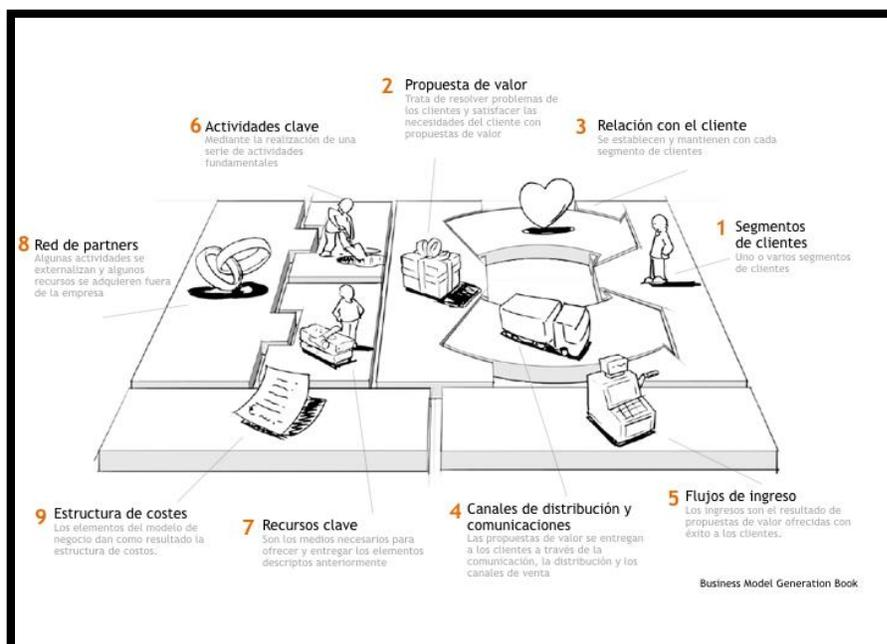 2 Propuesta de valor
Trata de resolver problemas de
los clientes y satisfacer las
necesidades del cliente con
propuestas de valor
6 Actividades clave
Mediante la realización de una
serie de actividades
fundamentales
3 Relación con el cliente
Se establecen y mantienen con cada
segmento de clientes
1 Segmentos
de clientes
Uno o varios segmentos
de clientes
8 Red de partners
Algunas actividades se
externalizan y algunos
recursos se adquieren fuera
de la empresa
9 Estructura de costes
Los elementos del modelo de
negocio dan como resultado la
estructura de costos.
7 Recursos clave
Son los medios necesarios para
ofrecer y entregar los elementos
descriptos anteriormente
4 Canales de distribución y
comunicaciones
Las propuestas de valor se entregan
a los clientes a través de la
comunicación, la distribución y los
canales de venta
5 Flujos de ingreso
Los ingresos son el resultado de
propuestas de valor ofrecidas con
éxito a los clientes.
Business Model Generation Book